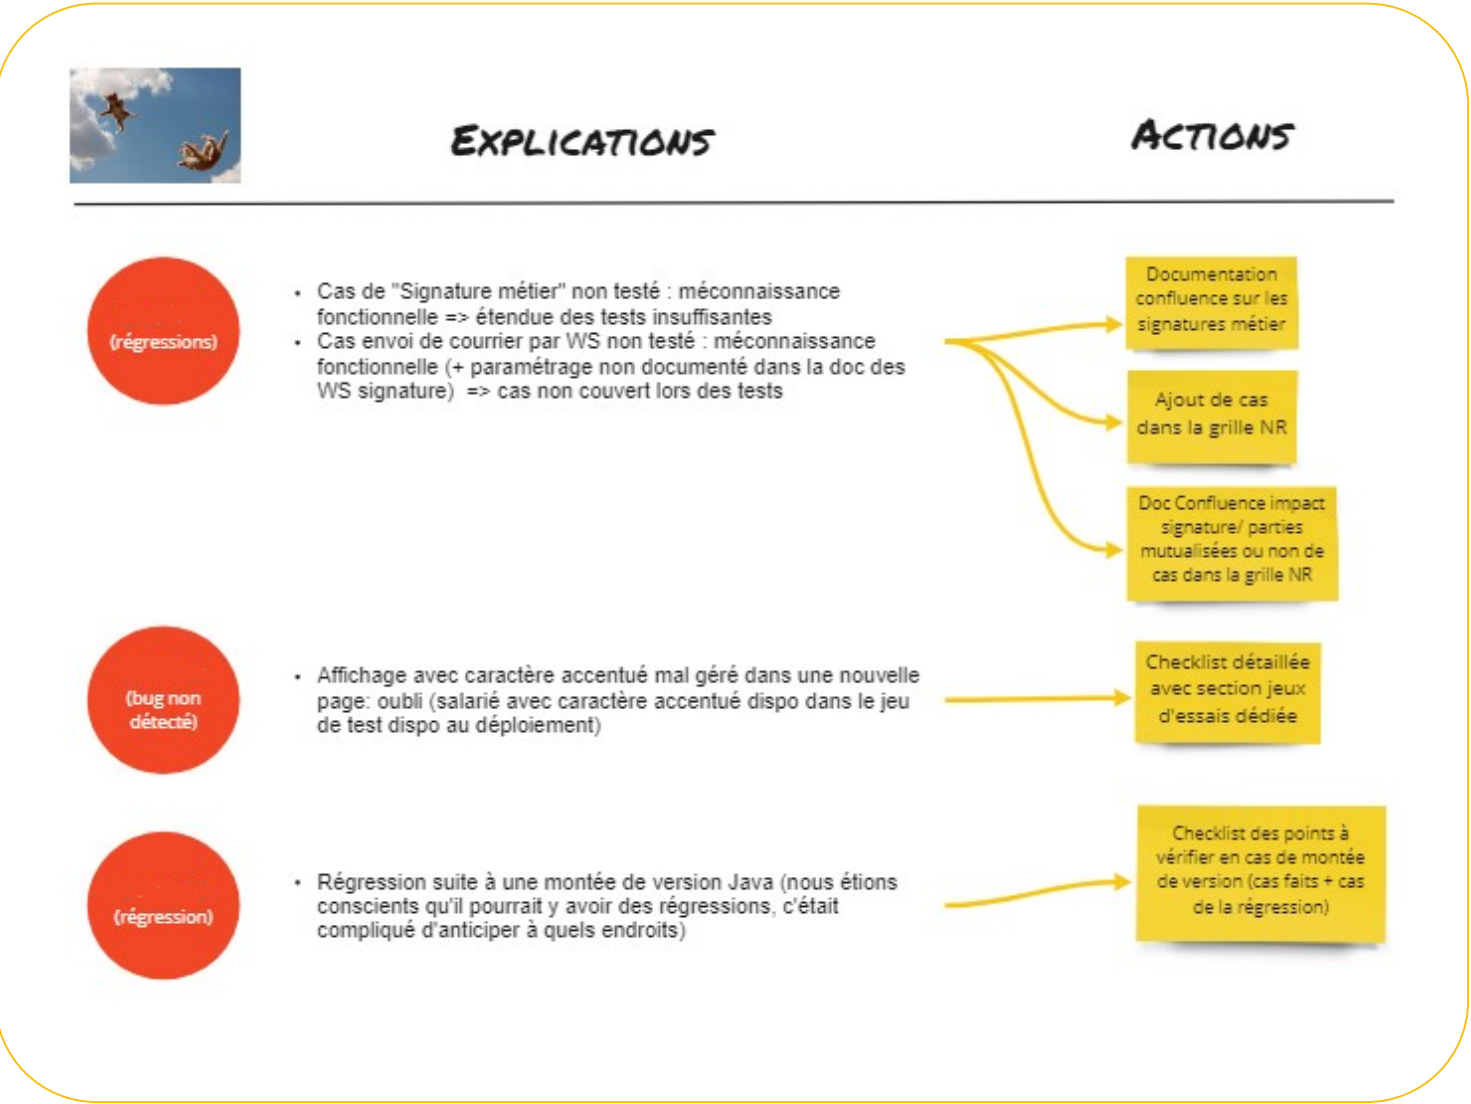 EXPLICATIONS
ACTIONS
(régressions)
• Cas de "Signature métier" non testé : méconnaissance
fonctionnelle => étendue des tests insuffisantes
• Cas envoi de courrier par WS non testé : méconnaissance
fonctionnelle (+ paramétrage non documenté dans la doc des
WS signature) => cas non couvert lors des tests
Documentation
confluence sur les
signatures métier
Ajout de cas
dans la grille NR
Doc Confluence impact
signature/ parties
mutualisées ou non de
cas dans la grille NR
(bug non
détecté)
• Affichage avec caractère accentué mal géré dans une nouvelle
page: oubli (salarié avec caractère accentué dispo dans le jeu
de test dispo au déploiement)
Checklist détaillée
avec section jeux
d'essais dédiée
(régression)
• Régression suite à une montée de version Java (nous étions
conscients qu'il pourrait y avoir des régressions, c'était
compliqué d'anticiper à quels endroits)
Checklist des points à
vérifier en cas de montée
de version (cas faits + cas
de la régression)